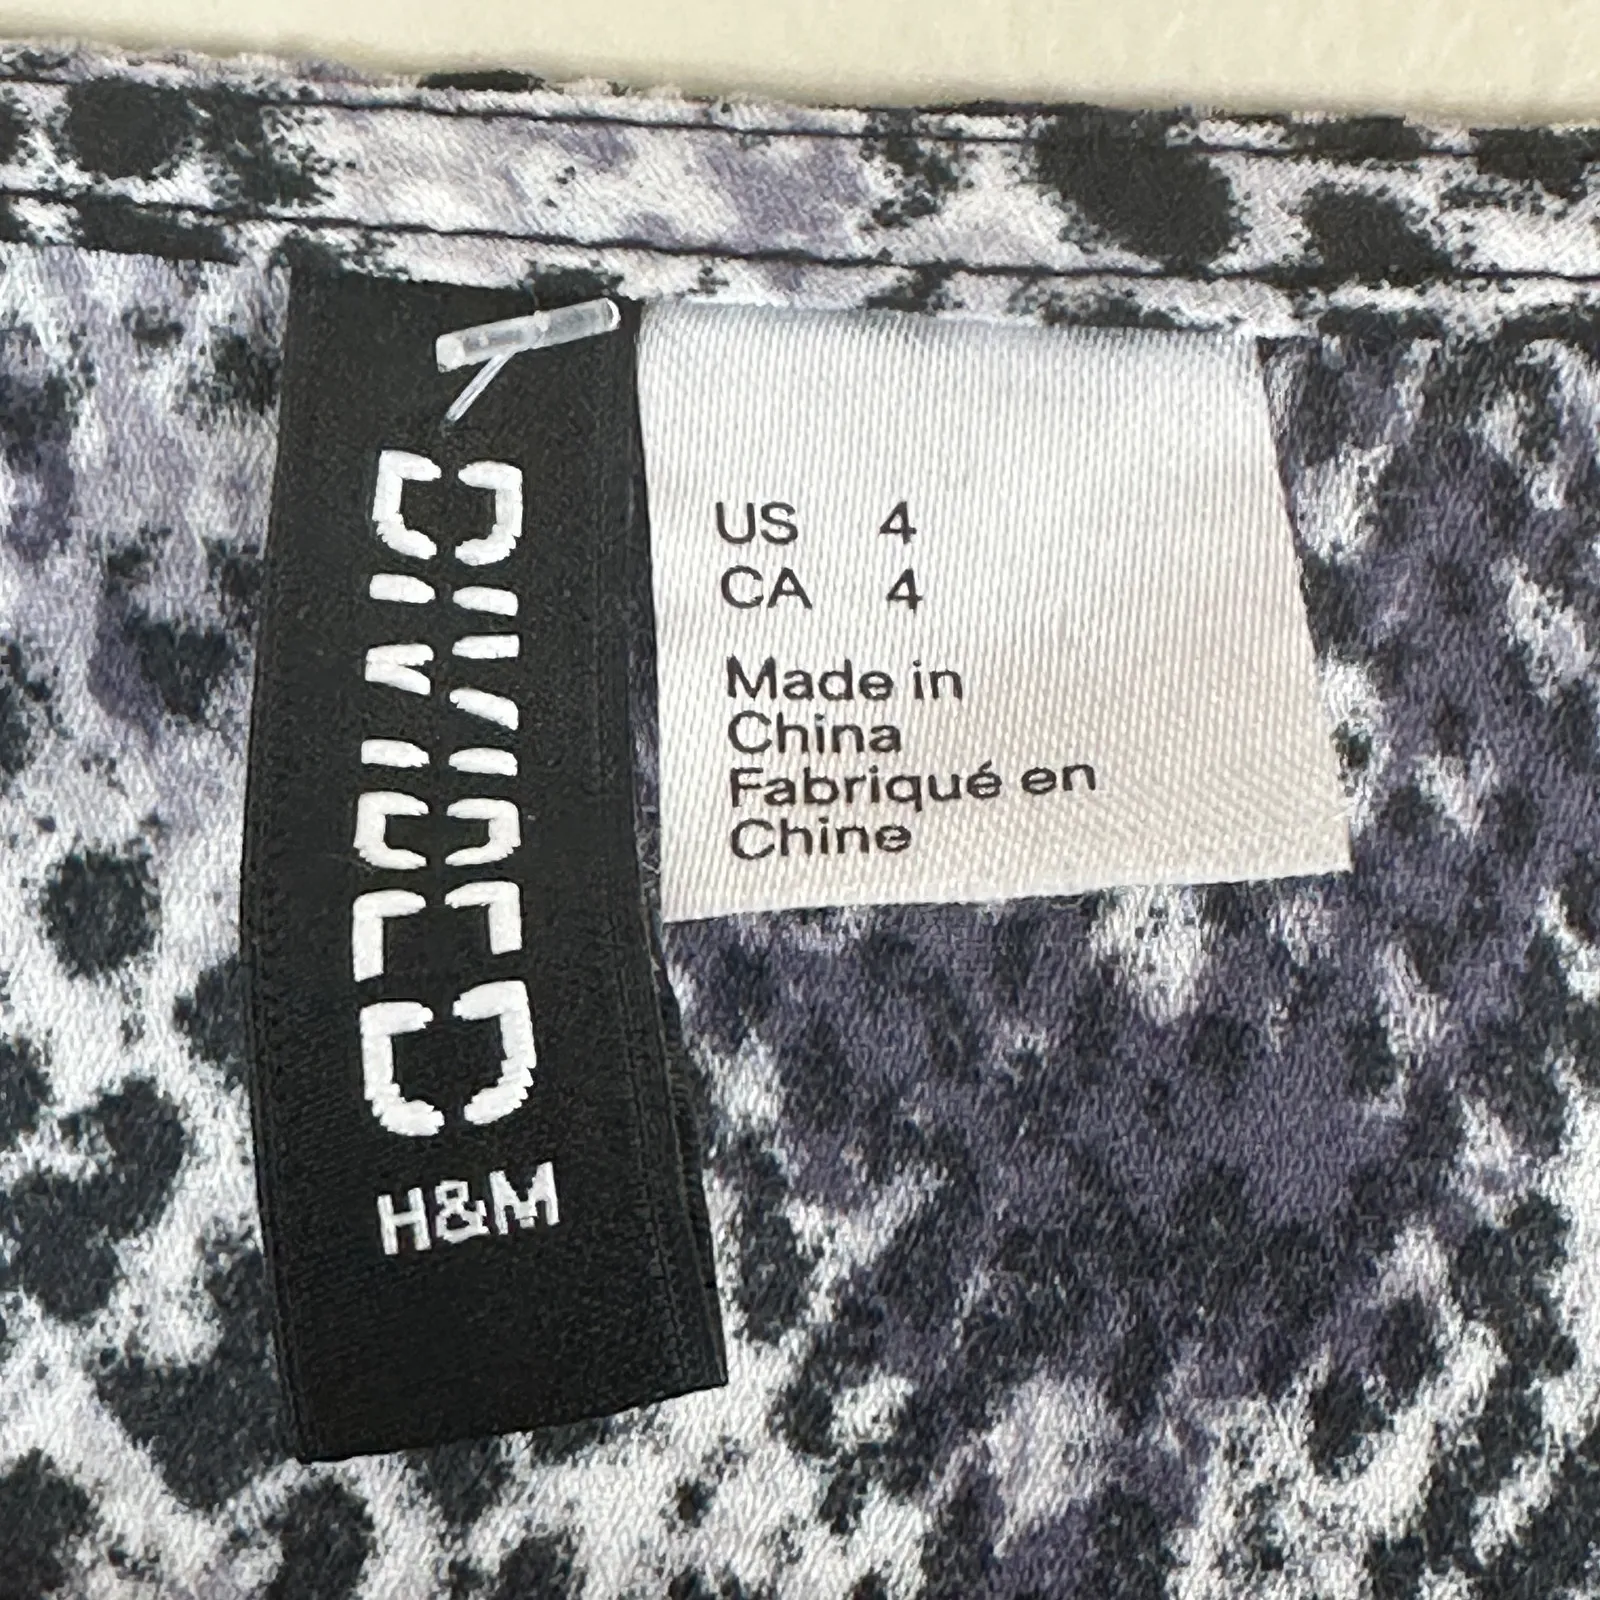 DIVIDED
H&M
US 4
CA 4
Made in
China
Fabriqué en
Chine